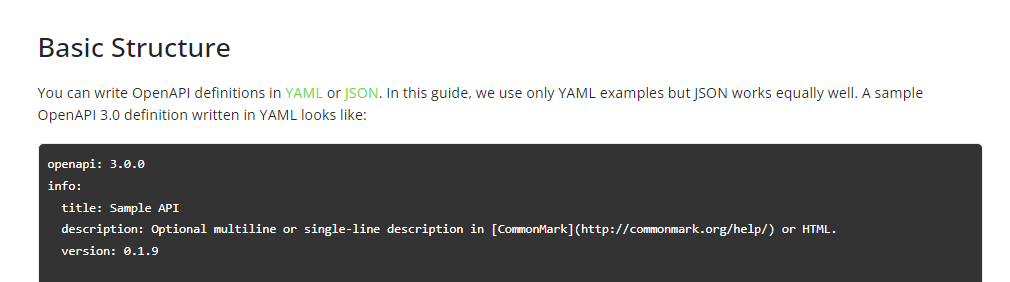 Basic Structure
You can write OpenAPI definitions in YAML or JSON. In this guide, we use only YAML examples but JSON works equally well. A sample
OpenAPI 3.0 definition written in YAML looks like:
openapi: 3.0.0
info:
  title: Sample API
  description: Optional multiline or single-line description in [CommonMark](http://commonmark.org/help/) or HTML.
  version: 0.1.9